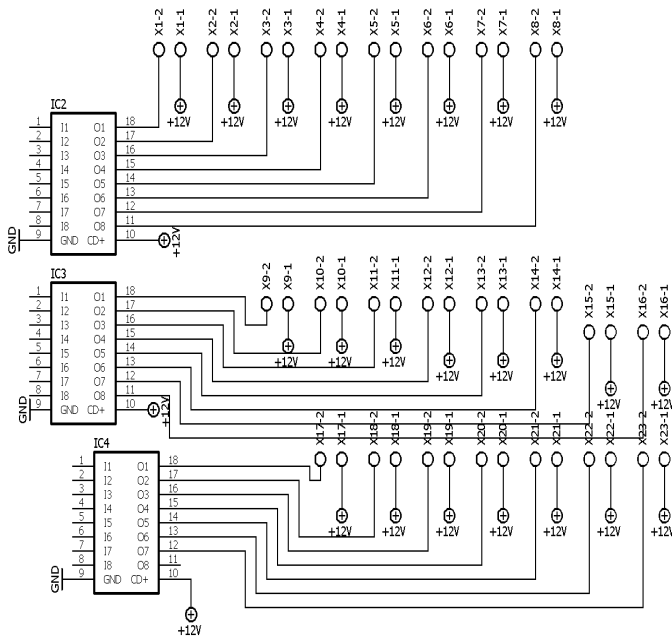 X1-2 X1-1 X2-2 X2-1 X3-2 X3-1 X4-2 X4-1 X5-2 X5-1 X6-2 X6-1 X7-2 X7-1 X8-2 X8-1
+12V +12V +12V +12V +12V +12V +12V +12V
IC2
1 I1 O1 18
2 I2 O2 17
3 I3 O3 16
4 I4 O4 15
5 I5 O5 14
6 I6 O6 13
7 I7 O7 12
8 I8 O8 11
9 GND CD+ 10
GND
+12V
X9-2 X9-1 X10-2 X10-1 X11-2 X11-1 X12-2 X12-1 X13-2 X13-1 X14-2 X14-1 X15-2 X15-1 X16-2 X16-1
+12V +12V +12V +12V +12V +12V +12V +12V
IC3
1 I1 O1 18
2 I2 O2 17
3 I3 O3 16
4 I4 O4 15
5 I5 O5 14
6 I6 O6 13
7 I7 O7 12
8 I8 O8 11
9 GND CD+ 10
GND
+12V
X17-2 X17-1 X18-2 X18-1 X19-2 X19-1 X20-2 X20-1 X21-2 X21-1 X22-2 X22-1 X23-2 X23-1
+12V +12V +12V +12V +12V +12V +12V
IC4
1 I1 O1 18
2 I2 O2 17
3 I3 O3 16
4 I4 O4 15
5 I5 O5 14
6 I6 O6 13
7 I7 O7 12
8 I8 O8 11
9 GND CD+ 10
GND
+12V